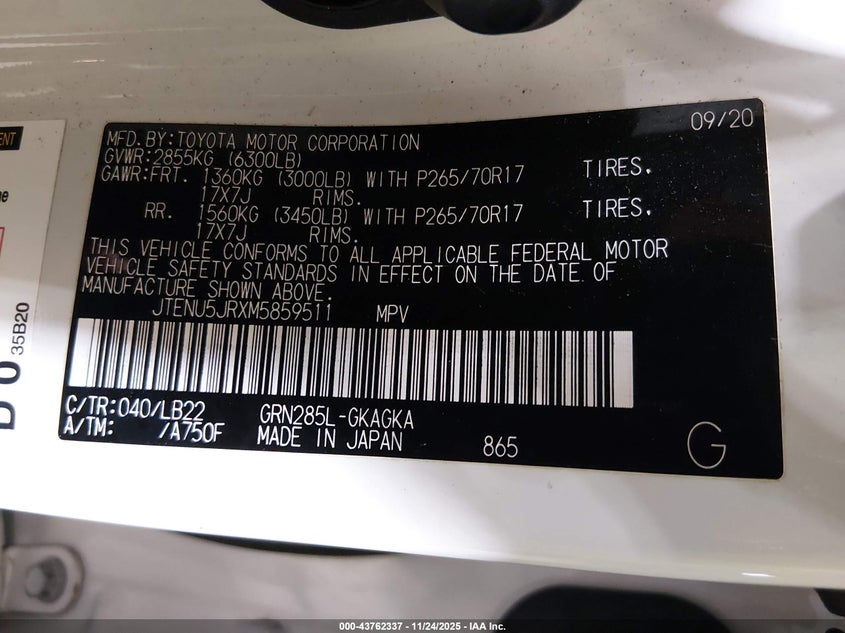 09/20
MFD.BY:TOYOTA MOTOR CORPORATION
GVWR:2855KG (6300LB)
GAWR:FRT. 1360KG (3000LB) WITH P265/70R17 TIRES.
17X7J RIMS.
RR. 1560KG (3450LB) WITH P265/70R17 TIRES.
17X7J RIMS.
THIS VEHICLE CONFORMS TO ALL APPLICABLE FEDERAL MOTOR
VEHICLE SAFETY STANDARDS IN EFFECT ON THE DATE OF
MANUFACTURE SHOWN ABOVE.
JTENU5JRXM5859511 MPV
C/TR:040/LB22 GRN285L-GKAGKA
A/TM: /A750F MADE IN JAPAN 865 G
35B20
000-43762337 - 11/24/2025 - IAA Inc.